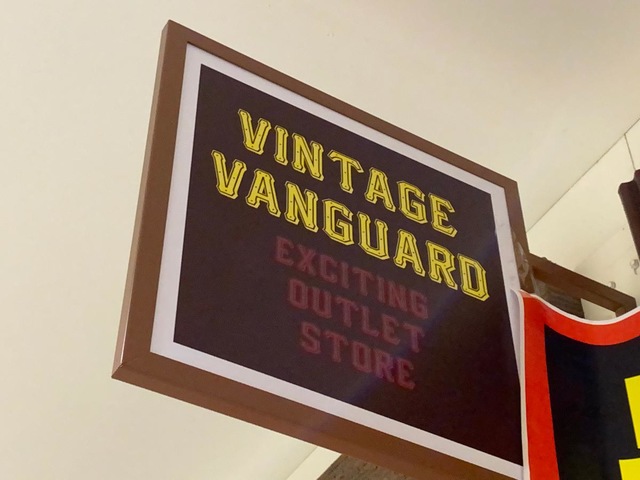 VINTAGE
VANGUARD
EXCITING
OUTLET
STORE